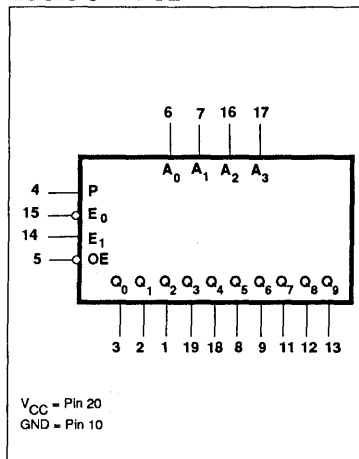 6 7 16 17
A0 A1 A2 A3
4 P
15 E0
14 E1
5 OE
Q0 Q1 Q2 Q3 Q4 Q5 Q6 Q7 Q8 Q9
3 2 1 19 18 8 9 11 12 13
VCC = Pin 20
GND = Pin 10